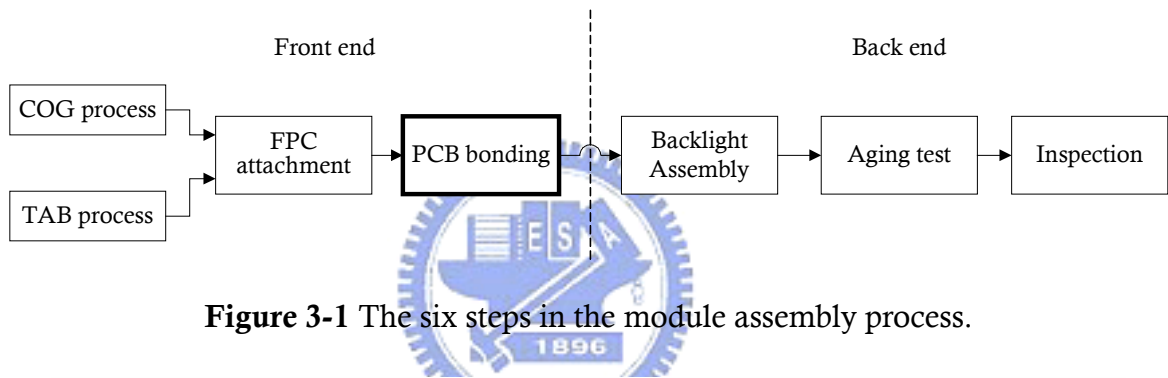 Front end
Back end
COG process
TAB process
FPC
attachment
PCB bonding
Backlight
Assembly
Aging test
Inspection
E S A
1896
Figure 3-1 The six steps in the module assembly process.